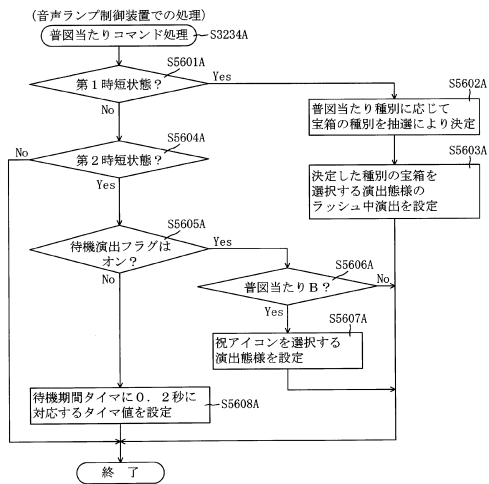 (音声ランプ制御装置での処理)
普図当たりコマンド処理
S3234A
S5601A
第1時短状態?
Yes
No
S5602A
普図当たり種別に応じて
宝箱の種別を抽選により決定
S5603A
決定した種別の宝箱を
選択する演出態様の
ラッシュ中演出を設定
S5604A
第2時短状態?
No
Yes
S5605A
待機演出フラグは
オン?
Yes
No
S5606A
普図当たりB?
No
Yes
S5607A
祝アイコンを選択する
演出態様を設定
待機期間タイマに0.2秒に
対応するタイマ値を設定
S5608A
終了